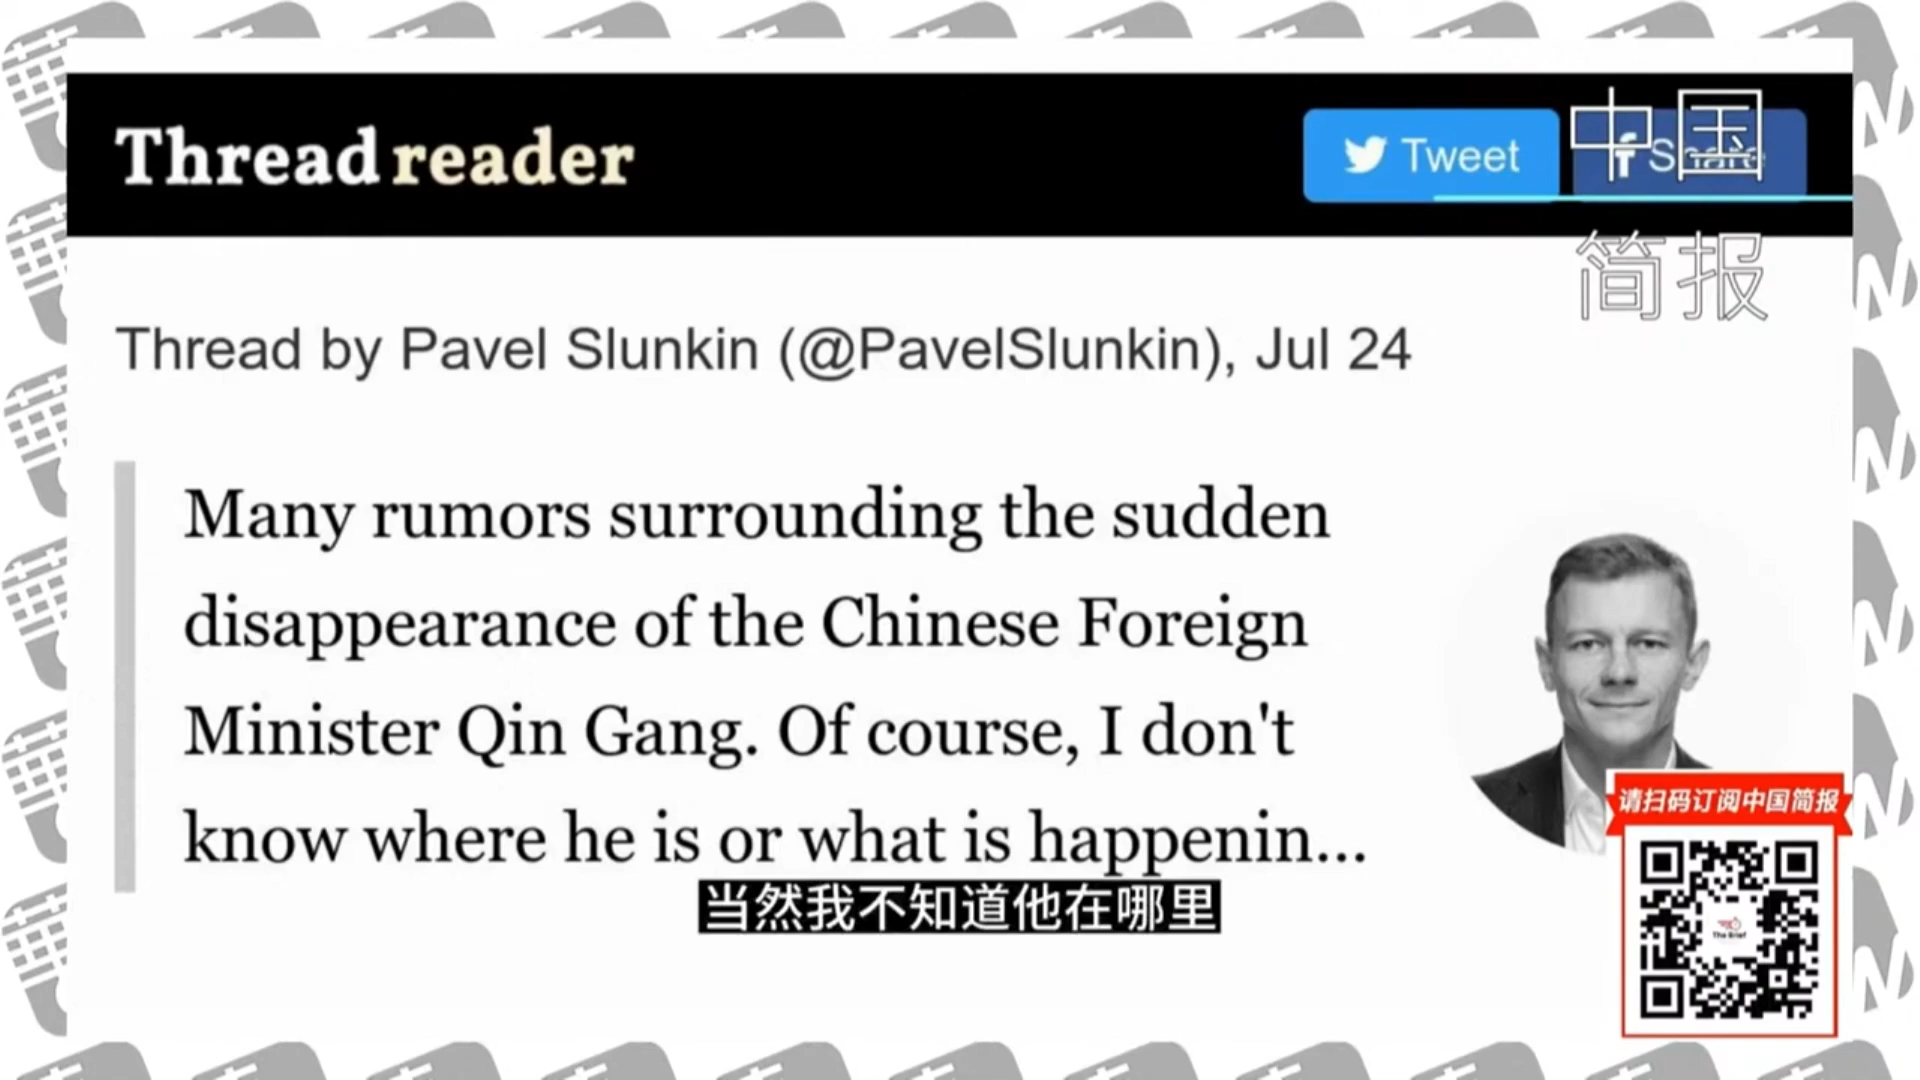 Thread reader
Tweet
Share
中国
简报
Thread by Pavel Slunkin (@PavelSlunkin), Jul 24
Many rumors surrounding the sudden
disappearance of the Chinese Foreign
Minister Qin Gang. Of course, I don't
know where he is or what is happenin...
当然我不知道他在哪里
请扫码订阅中国简报
The Brief